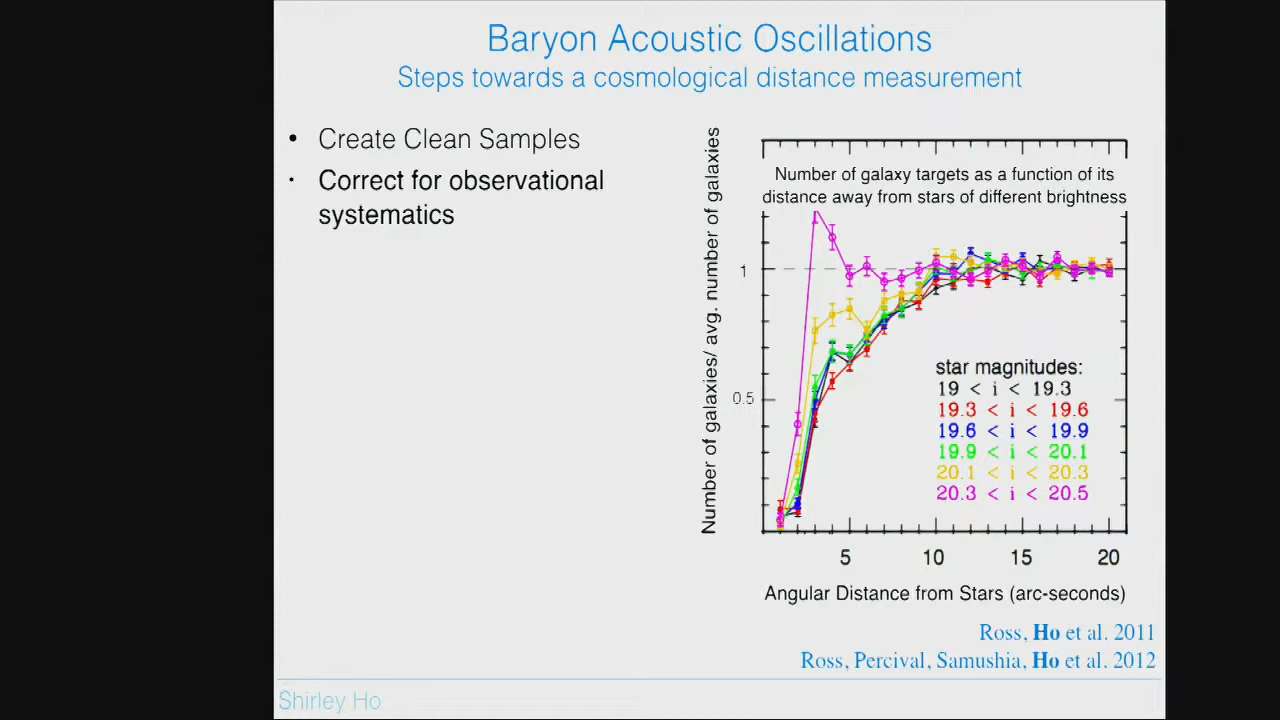 Baryon Acoustic Oscillations
Steps towards a cosmological distance measurement
• Create Clean Samples
• Correct for observational
systematics
Number of galaxies/ avg. number of galaxies
Number of galaxy targets as a function of its
distance away from stars of different brightness
1
0.5
star magnitudes:
19 < i < 19.3
19.3 < i < 19.6
19.6 < i < 19.9
19.9 < i < 20.1
20.1 < i < 20.3
20.3 < i < 20.5
5 10 15 20
Angular Distance from Stars (arc-seconds)
Ross, Ho et al. 2011
Ross, Percival, Samushia, Ho et al. 2012
Shirley Ho